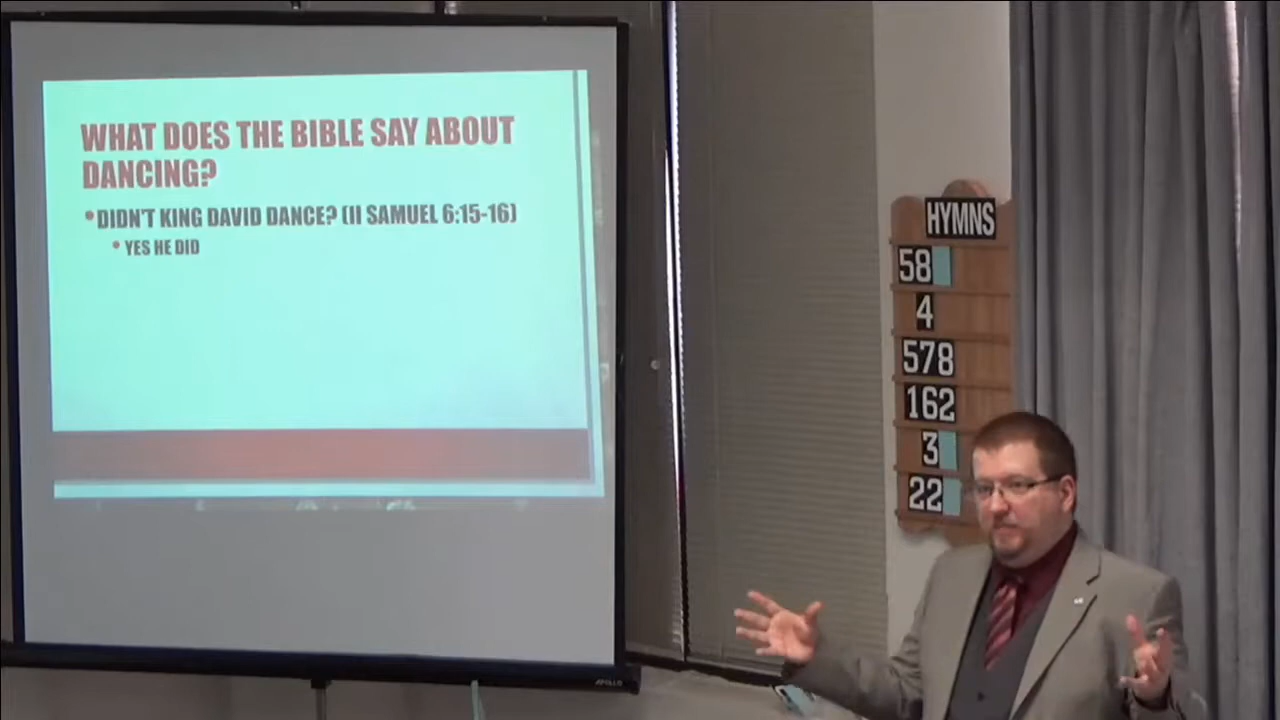 WHAT DOES THE BIBLE SAY ABOUT
DANCING?
•DIDN'T KING DAVID DANCE? (II SAMUEL 6:15-16)
• YES HE DID
HYMNS
58
4
578
162
3
22
APOLLO